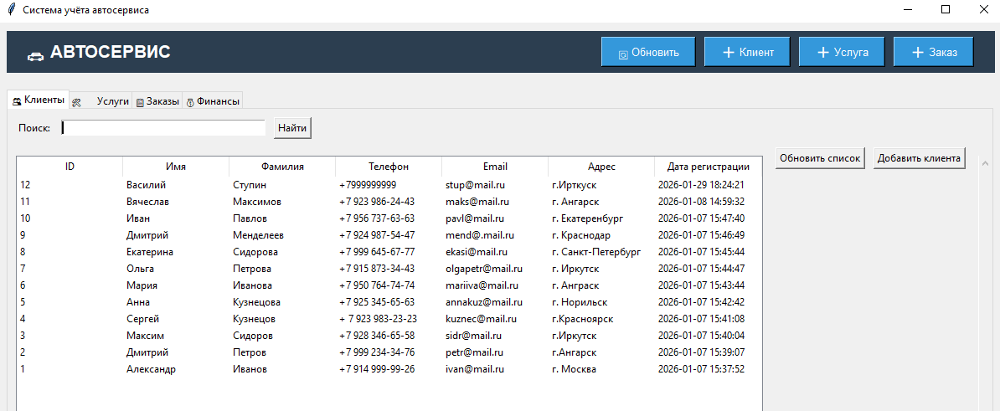 Система учёта автосервиса
АВТОСЕРВИС Обновить + Клиент + Услуга + Заказ
Клиенты Услуги Заказы Финансы
Поиск: Найти
Обновить список Добавить клиента
ID Имя Фамилия Телефон Email Адрес Дата регистрации
12 Василий Ступин +7999999999 stup@mail.ru г.Ирткуск 2026-01-29 18:24:21
11 Вячеслав Максимов +7 923 986-24-43 maks@mail.ru г. Ангарск 2026-01-08 14:59:32
10 Иван Павлов +7 956 737-63-63 pavl@mail.ru г. Екатеренбург 2026-01-07 15:47:40
9 Дмитрий Менделеев +7 924 987-54-47 mend@.mail.ru г. Краснодар 2026-01-07 15:46:49
8 Екатерина Сидорова +7 999 645-67-77 ekasi@mail.ru г. Санкт-Петербург 2026-01-07 15:45:44
7 Ольга Петрова +7 915 873-34-43 olgapetr@mail.ru г. Иркутск 2026-01-07 15:44:47
6 Мария Иванова +7 950 764-74-74 mariiva@mail.ru г. Анграск 2026-01-07 15:43:44
5 Анна Кузнецова +7 925 345-65-63 annakuz@mail.ru г. Норильск 2026-01-07 15:42:42
4 Сергей Кузнецов + 7 923 983-23-23 kuznec@mail.ru г.Красноярск 2026-01-07 15:41:08
3 Максим Сидоров +7 928 346-65-58 sidr@mail.ru г.Иркутск 2026-01-07 15:40:04
2 Дмитрий Петров +7 999 234-34-76 petr@mail.ru г.Ангарск 2026-01-07 15:39:07
1 Александр Иванов +7 914 999-99-26 ivan@mail.ru г. Москва 2026-01-07 15:37:52